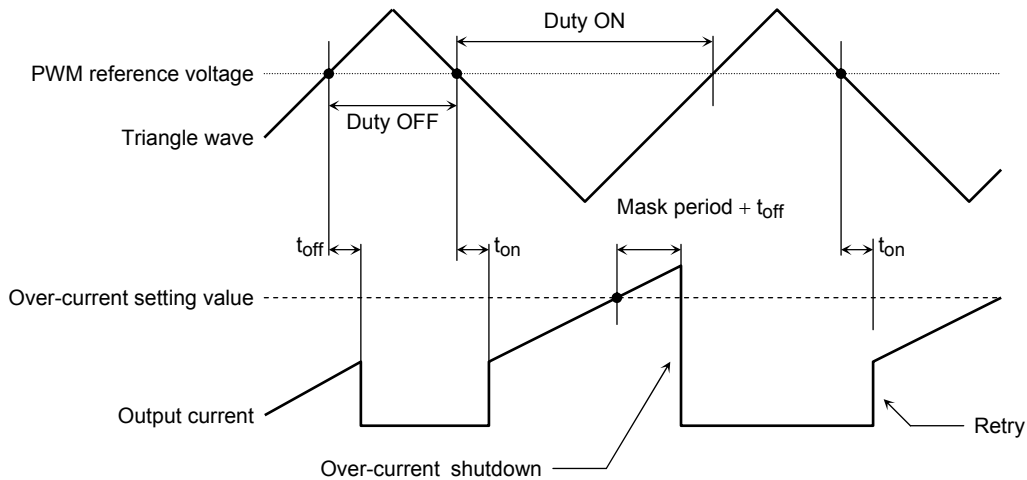 Duty ON
PWM reference voltage
Duty OFF
Triangle wave
Mask period + toff
toff
ton
ton
Over-current setting value
Output current
Retry
Over-current shutdown